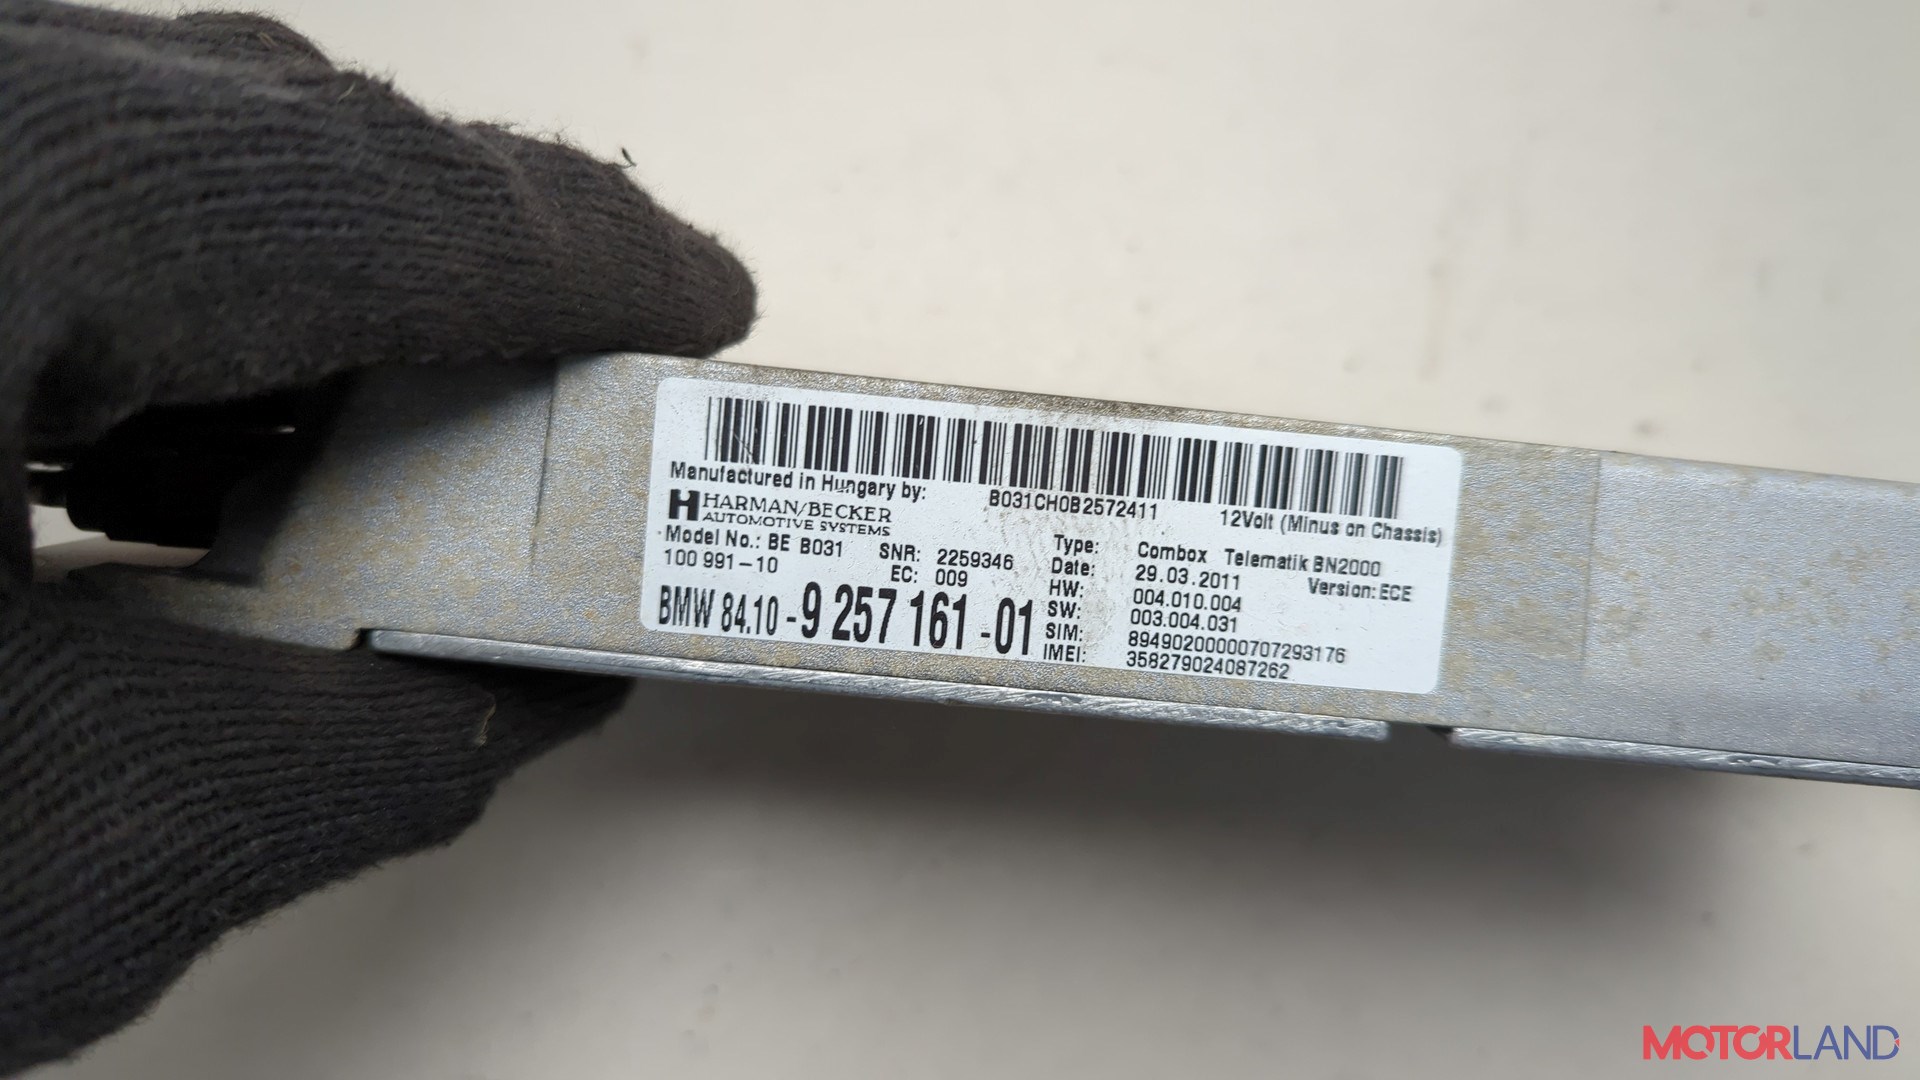 Manufactured in Hungary by:
B031CH0B2572411
12Volt (Minus on Chassis)
HARMAN/BECKER
AUTOMOTIVE SYSTEMS
Model No.: BE B031
100 991-10
SNR: 2259346
EC: 009
BMW 84.10 - 9 257 161 - 01
Type: Combox Telematik BN2000
Date: 29.03.2011 Version: ECE
HW: 004.010.004
SW: 003.004.031
SIM: 89490200000707293176
IMEI: 358279024087262
MOTORLAND